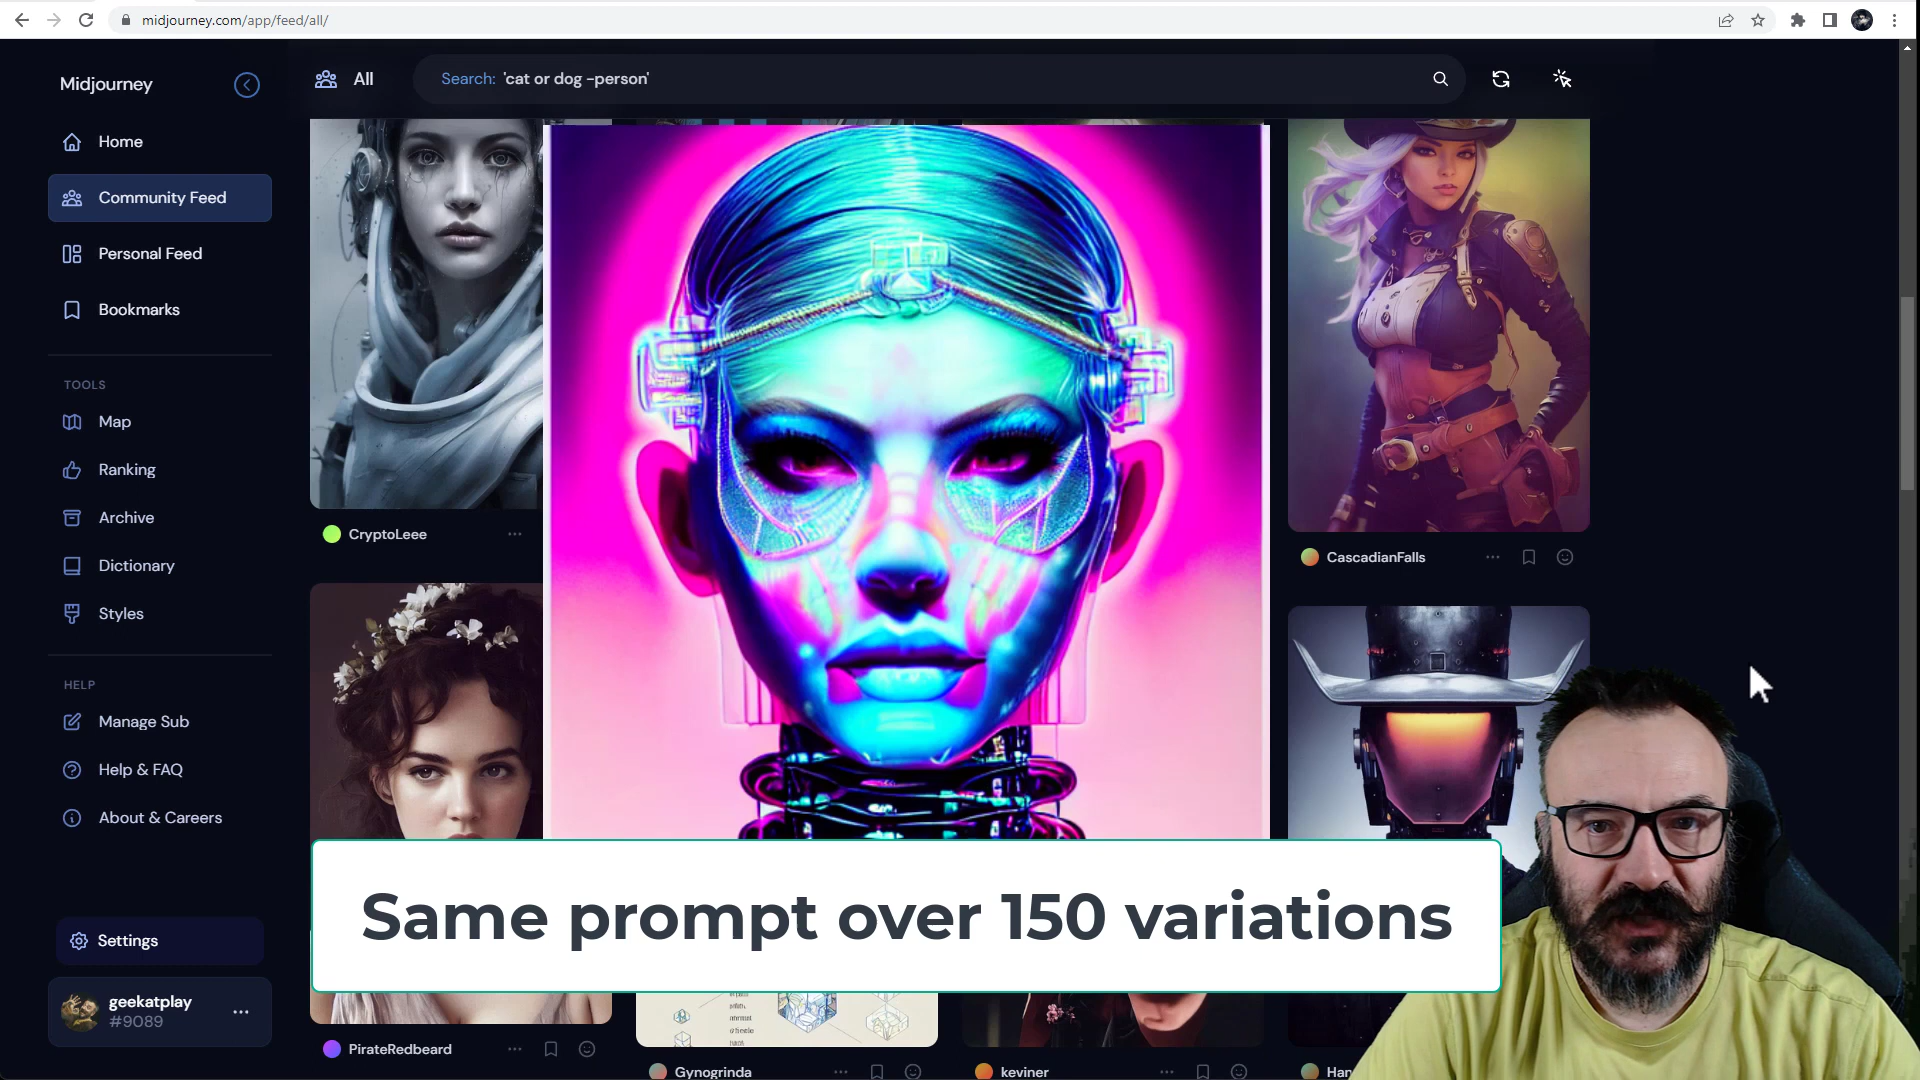 midjourney.com/app/feed/all/
Midjourney
All
Search: 'cat or dog -person'
Home
Community Feed
Personal Feed
Bookmarks
TOOLS
Map
Ranking
Archive
Dictionary
Styles
HELP
Manage Sub
Help & FAQ
About & Careers
Settings
geekatplay
#9089
CryptoLeee
CascadianFalls
Same prompt over 150 variations
PirateRedbeard
Gynogrinda
keviner
Han